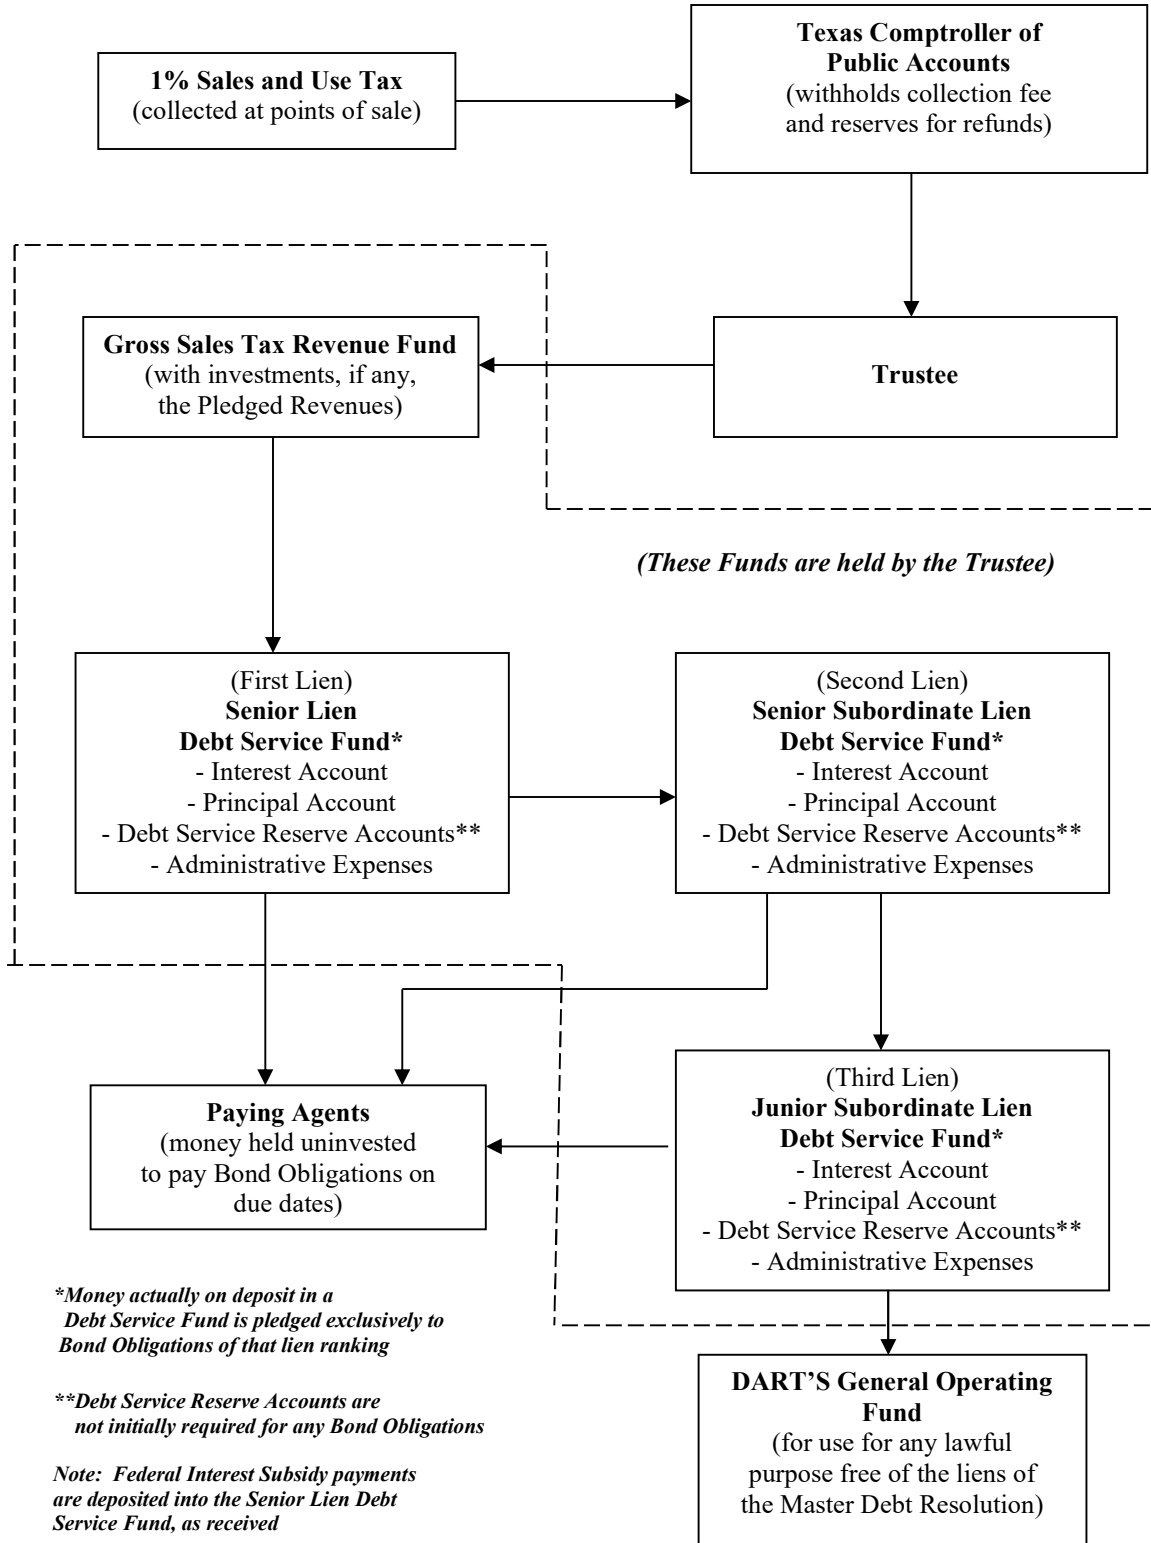 1% Sales and Use Tax
(collected at points of sale)
Texas Comptroller of
Public Accounts
(withholds collection fee
and reserves for refunds)
Gross Sales Tax Revenue Fund
(with investments, if any,
the Pledged Revenues)
Trustee
(These Funds are held by the Trustee)
(First Lien)
Senior Lien
Debt Service Fund*
- Interest Account
- Principal Account
- Debt Service Reserve Accounts**
- Administrative Expenses
(Second Lien)
Senior Subordinate Lien
Debt Service Fund*
- Interest Account
- Principal Account
- Debt Service Reserve Accounts**
- Administrative Expenses
Paying Agents
(money held uninvested
to pay Bond Obligations on
due dates)
(Third Lien)
Junior Subordinate Lien
Debt Service Fund*
- Interest Account
- Principal Account
- Debt Service Reserve Accounts**
- Administrative Expenses
*Money actually on deposit in a
Debt Service Fund is pledged exclusively to
Bond Obligations of that lien ranking
**Debt Service Reserve Accounts are
not initially required for any Bond Obligations
Note: Federal Interest Subsidy payments
are deposited into the Senior Lien Debt
Service Fund, as received
DART'S General Operating
Fund
(for use for any lawful
purpose free of the liens of
the Master Debt Resolution)